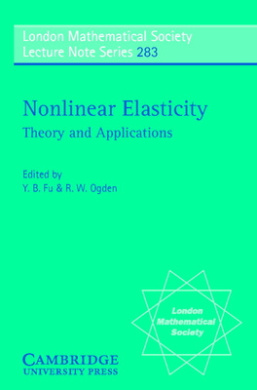 London Mathematical Society
Lecture Note Series 283
Nonlinear Elasticity
Theory and Applications
Edited by
Y. B. Fu & R. W. Ogden
London
Mathematical
Society
CAMBRIDGE
UNIVERSITY PRESS